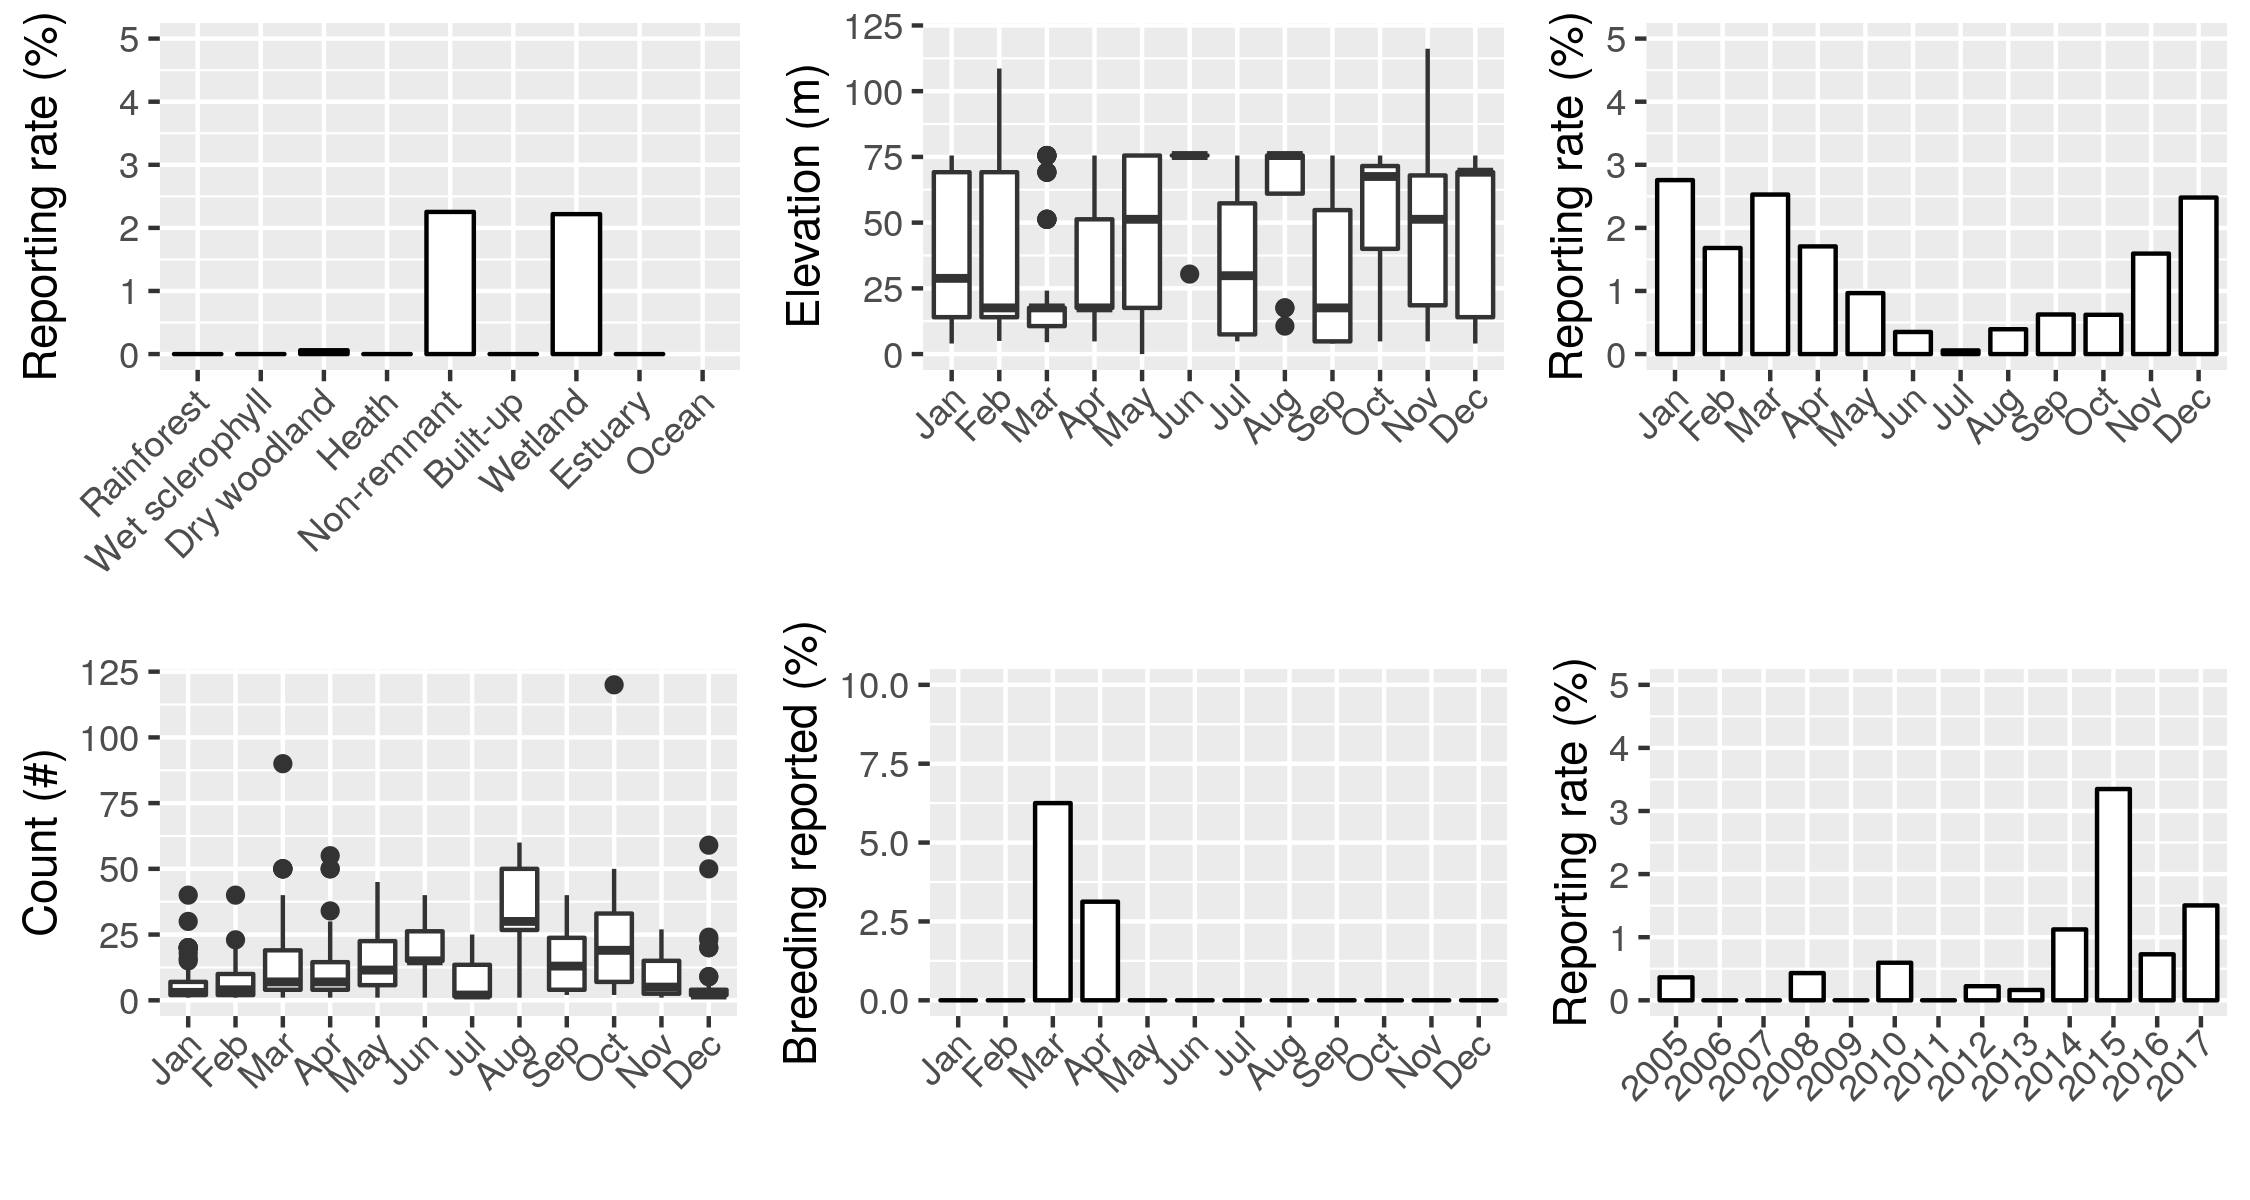 Reporting rate (%)
5
4
3
2
1
0
Rainforest
Wet sclerophyll
Dry woodland
Heath
Non-remnant
Built-up
Wetland
Estuary
Ocean
Elevation (m)
125
100
75
50
25
0
Jan
Feb
Mar
Apr
May
Jun
Jul
Aug
Sep
Oct
Nov
Dec
Reporting rate (%)
5
4
3
2
1
0
Jan
Feb
Mar
Apr
May
Jun
Jul
Aug
Sep
Oct
Nov
Dec
Count (#)
125
100
75
50
25
0
Jan
Feb
Mar
Apr
May
Jun
Jul
Aug
Sep
Oct
Nov
Dec
Breeding reported (%)
10.0
7.5
5.0
2.5
0.0
Jan
Feb
Mar
Apr
May
Jun
Jul
Aug
Sep
Oct
Nov
Dec
Reporting rate (%)
5
4
3
2
1
0
2005
2006
2007
2008
2009
2010
2011
2012
2013
2014
2015
2016
2017